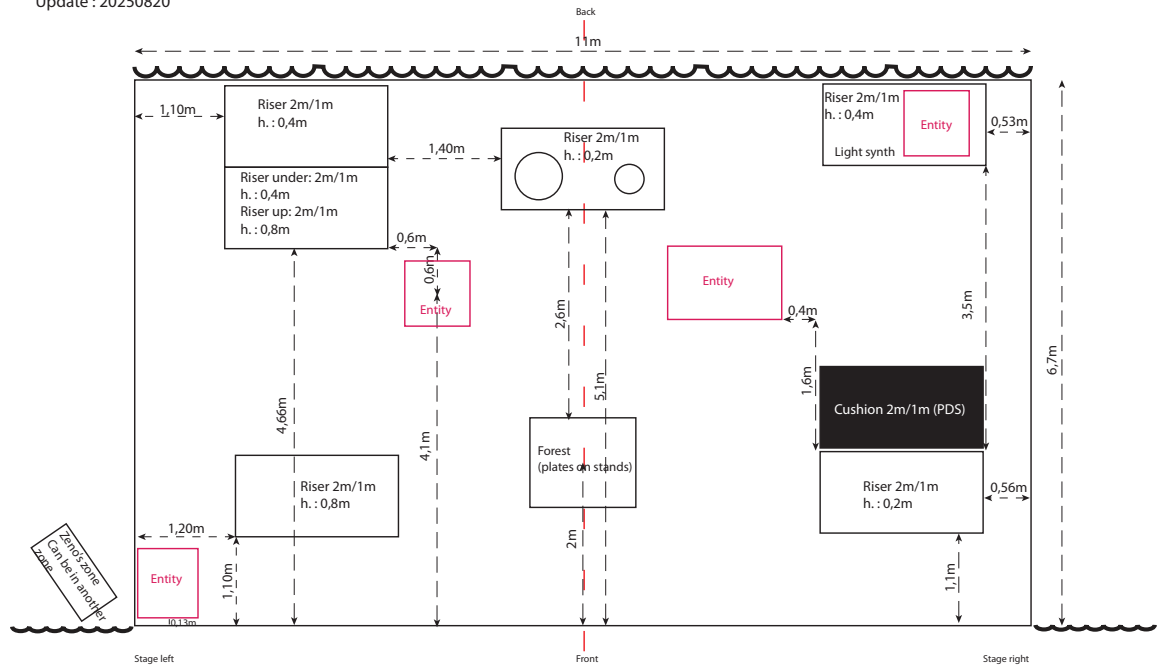 Update : 20250820
Back
11m
1,10m
Riser 2m/1m
h. : 0,4m
1,40m
Riser 2m/1m
h. : 0,2m
Riser 2m/1m
h. : 0,4m
Entity
Light synth
0,53m
Riser under: 2m/1m
h. : 0,4m
Riser up: 2m/1m
h. : 0,8m
0,6m
0,6m
Entity
Entity
0,4m
2,6m
3,5m
6,7m
1,6m
5,1m
4,66m
4,1m
Cushion 2m/1m (PDS)
Forest
(plates on stands)
Riser 2m/1m
h. : 0,8m
Riser 2m/1m
h. : 0,2m
0,56m
1,20m
2m
1,10m
1,1m
Zeno's zone
Can be in another
zone
Entity
0,13m
Stage left
Front
Stage right